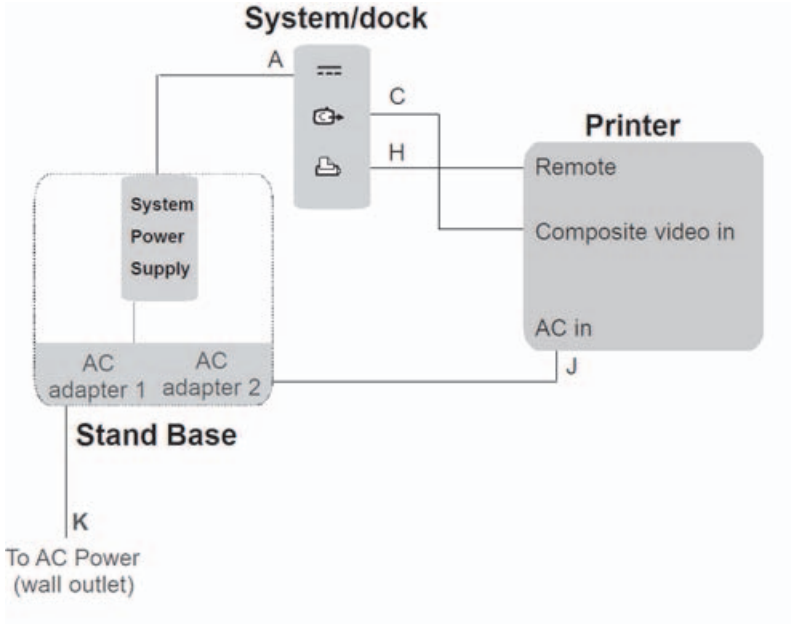 System/dock
A
C
C
H
Printer
Remote
Composite video in
AC in
J
System
Power
Supply
AC
adapter 1
AC
adapter 2
Stand Base
K
To AC Power
(wall outlet)